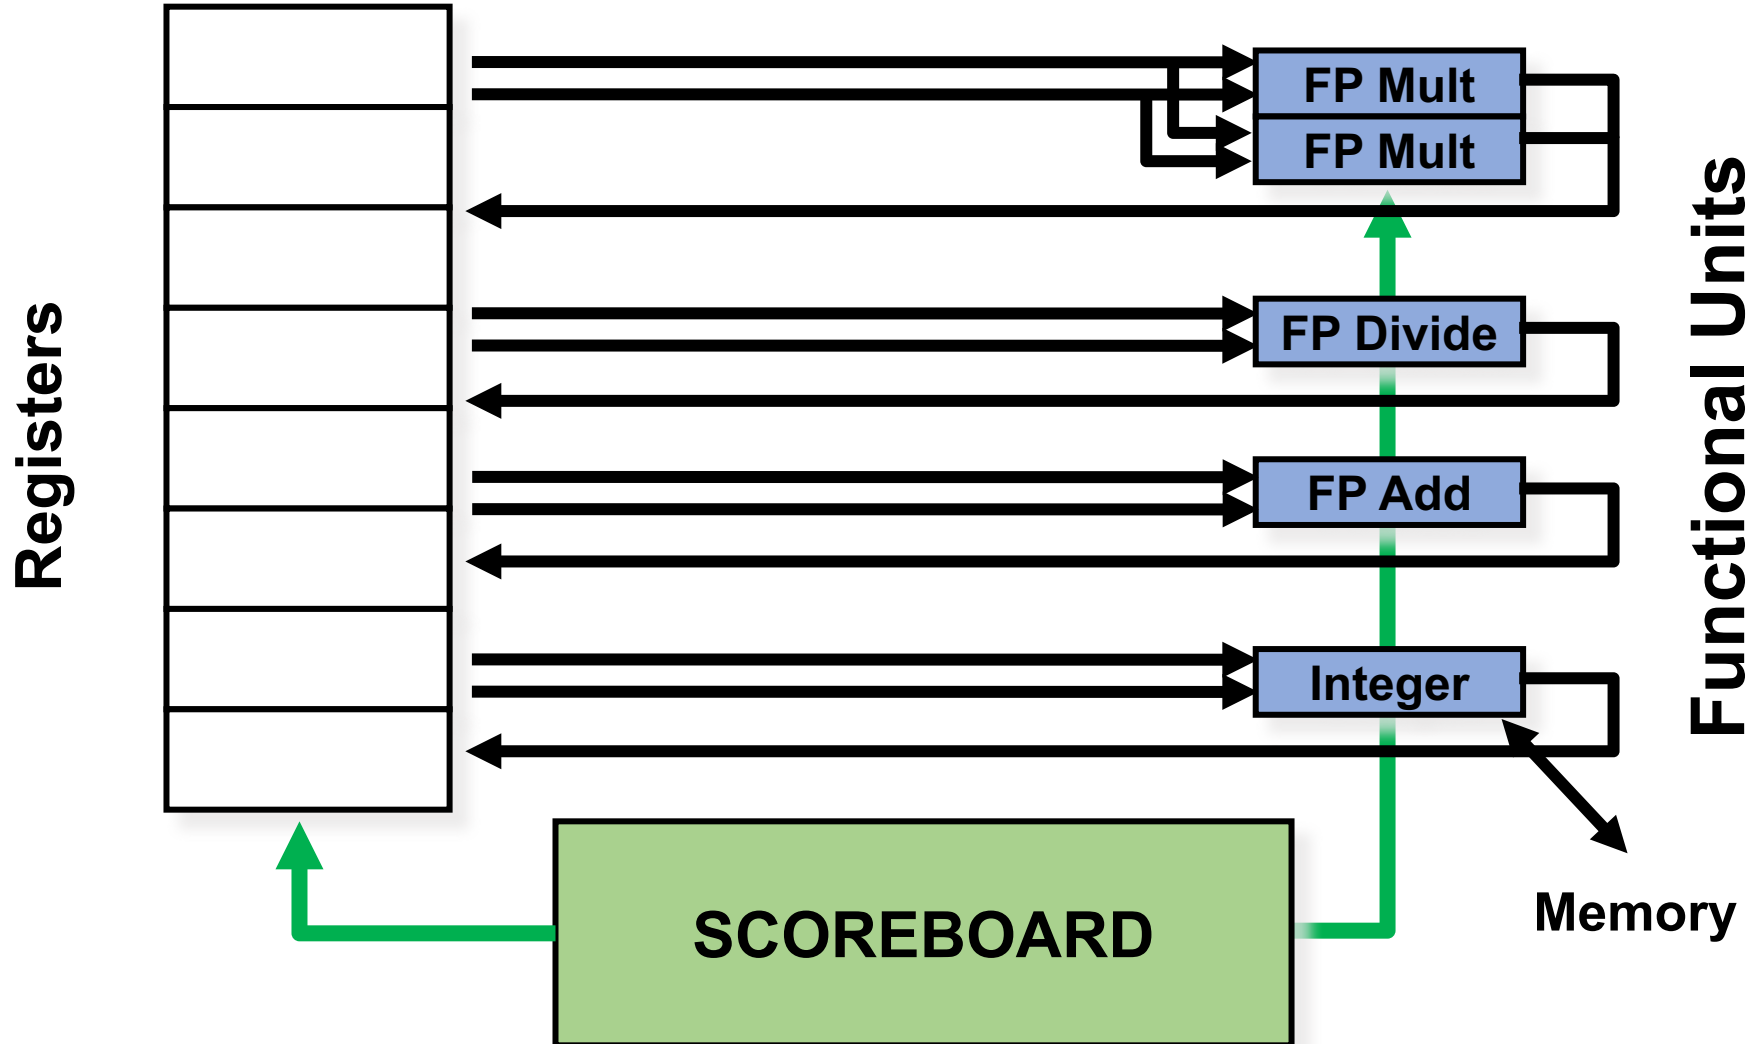 Registers
FP Mult
FP Mult
FP Divide
FP Add
Integer
Functional Units
Memory
SCOREBOARD